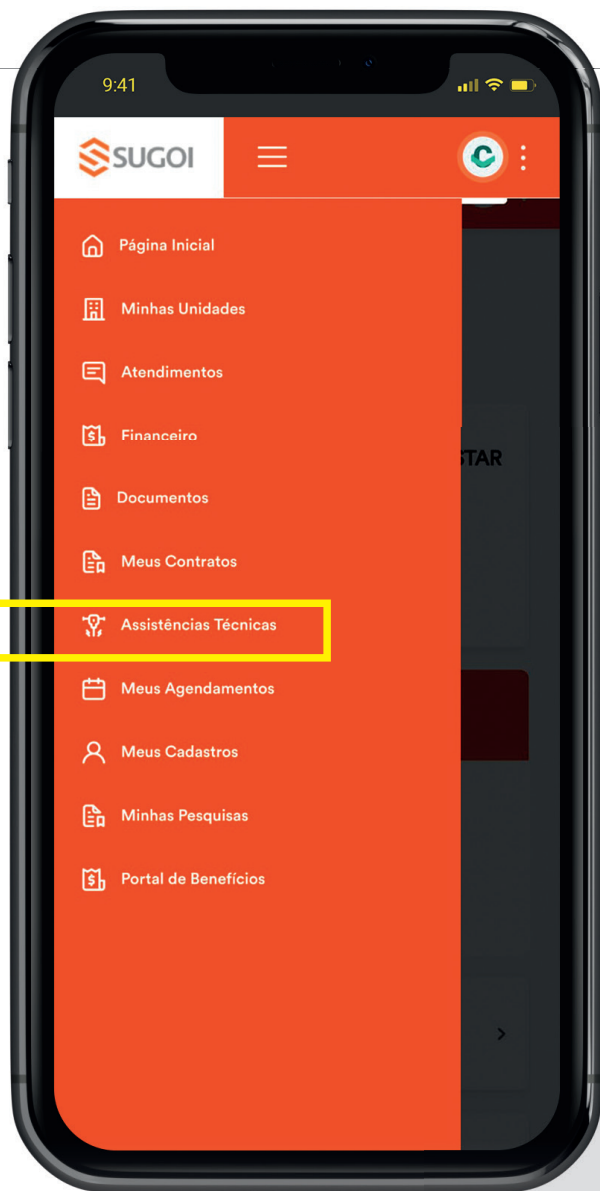 9:41
SUGOI
Página Inicial
Minhas Unidades
Atendimentos
Financeiro
TAR
Documentos
Meus Contratos
Assistências Técnicas
Meus Agendamentos
Meus Cadastros
Minhas Pesquisas
Portal de Benefícios